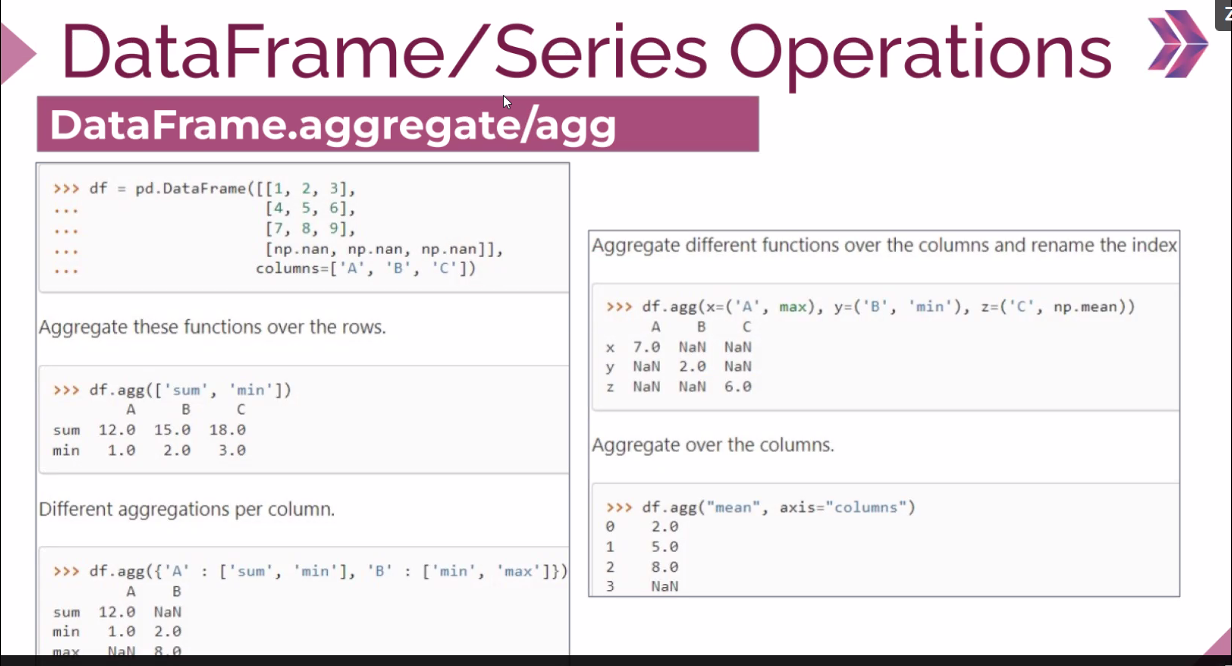 DataFrame/Series Operations
DataFrame.aggregate/agg
>>> df = pd.DataFrame([[1, 2, 3],
...                    [4, 5, 6],
...                    [7, 8, 9],
...                    [np.nan, np.nan, np.nan]],
...                   columns=['A', 'B', 'C'])
Aggregate these functions over the rows.
>>> df.agg(['sum', 'min'])
        A     B     C
sum  12.0  15.0  18.0
min   1.0   2.0   3.0
Different aggregations per column.
>>> df.agg({'A' : ['sum', 'min'], 'B' : ['min', 'max']})
        A    B
sum  12.0  NaN
min   1.0  2.0
max   NaN  8.0
Aggregate different functions over the columns and rename the index
>>> df.agg(x=('A', max), y=('B', 'min'), z=('C', np.mean))
     A    B    C
x  7.0  NaN  NaN
y  NaN  2.0  NaN
z  NaN  NaN  6.0
Aggregate over the columns.
>>> df.agg("mean", axis="columns")
0    2.0
1    5.0
2    8.0
3    NaN